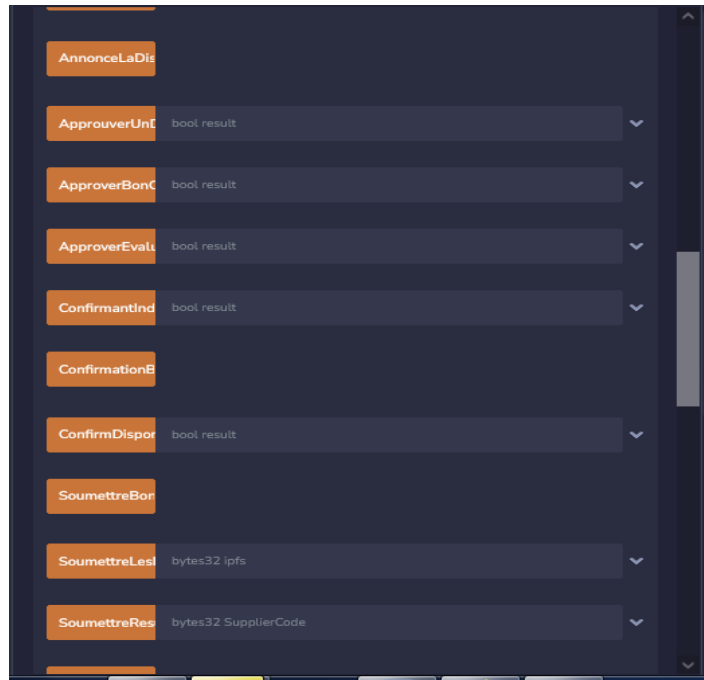 AnnonceLaDis
ApprouverUnD bool result
ApproverBonC bool result
ApproverEvalu bool result
ConfirmantInd bool result
ConfirmationB
ConfirmDispor bool result
SoumettreBon
SoumettreLesI bytes32 ipfs
SoumettreRes bytes32 SupplierCode